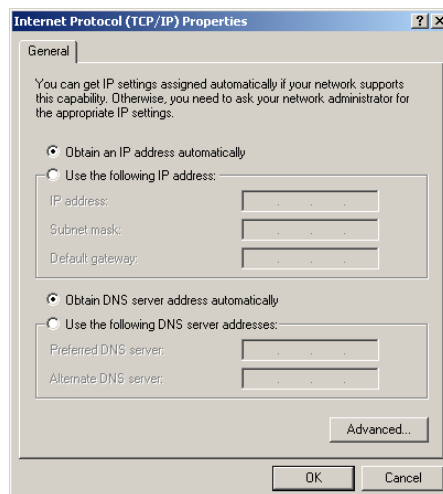 Internet Protocol (TCP/IP) Properties
General
You can get IP settings assigned automatically if your network supports
this capability. Otherwise, you need to ask your network administrator for
the appropriate IP settings.
Obtain an IP address automatically
Use the following IP address:
IP address:
Subnet mask:
Default gateway:
Obtain DNS server address automatically
Use the following DNS server addresses:
Preferred DNS server:
Alternate DNS server:
Advanced...
OK Cancel